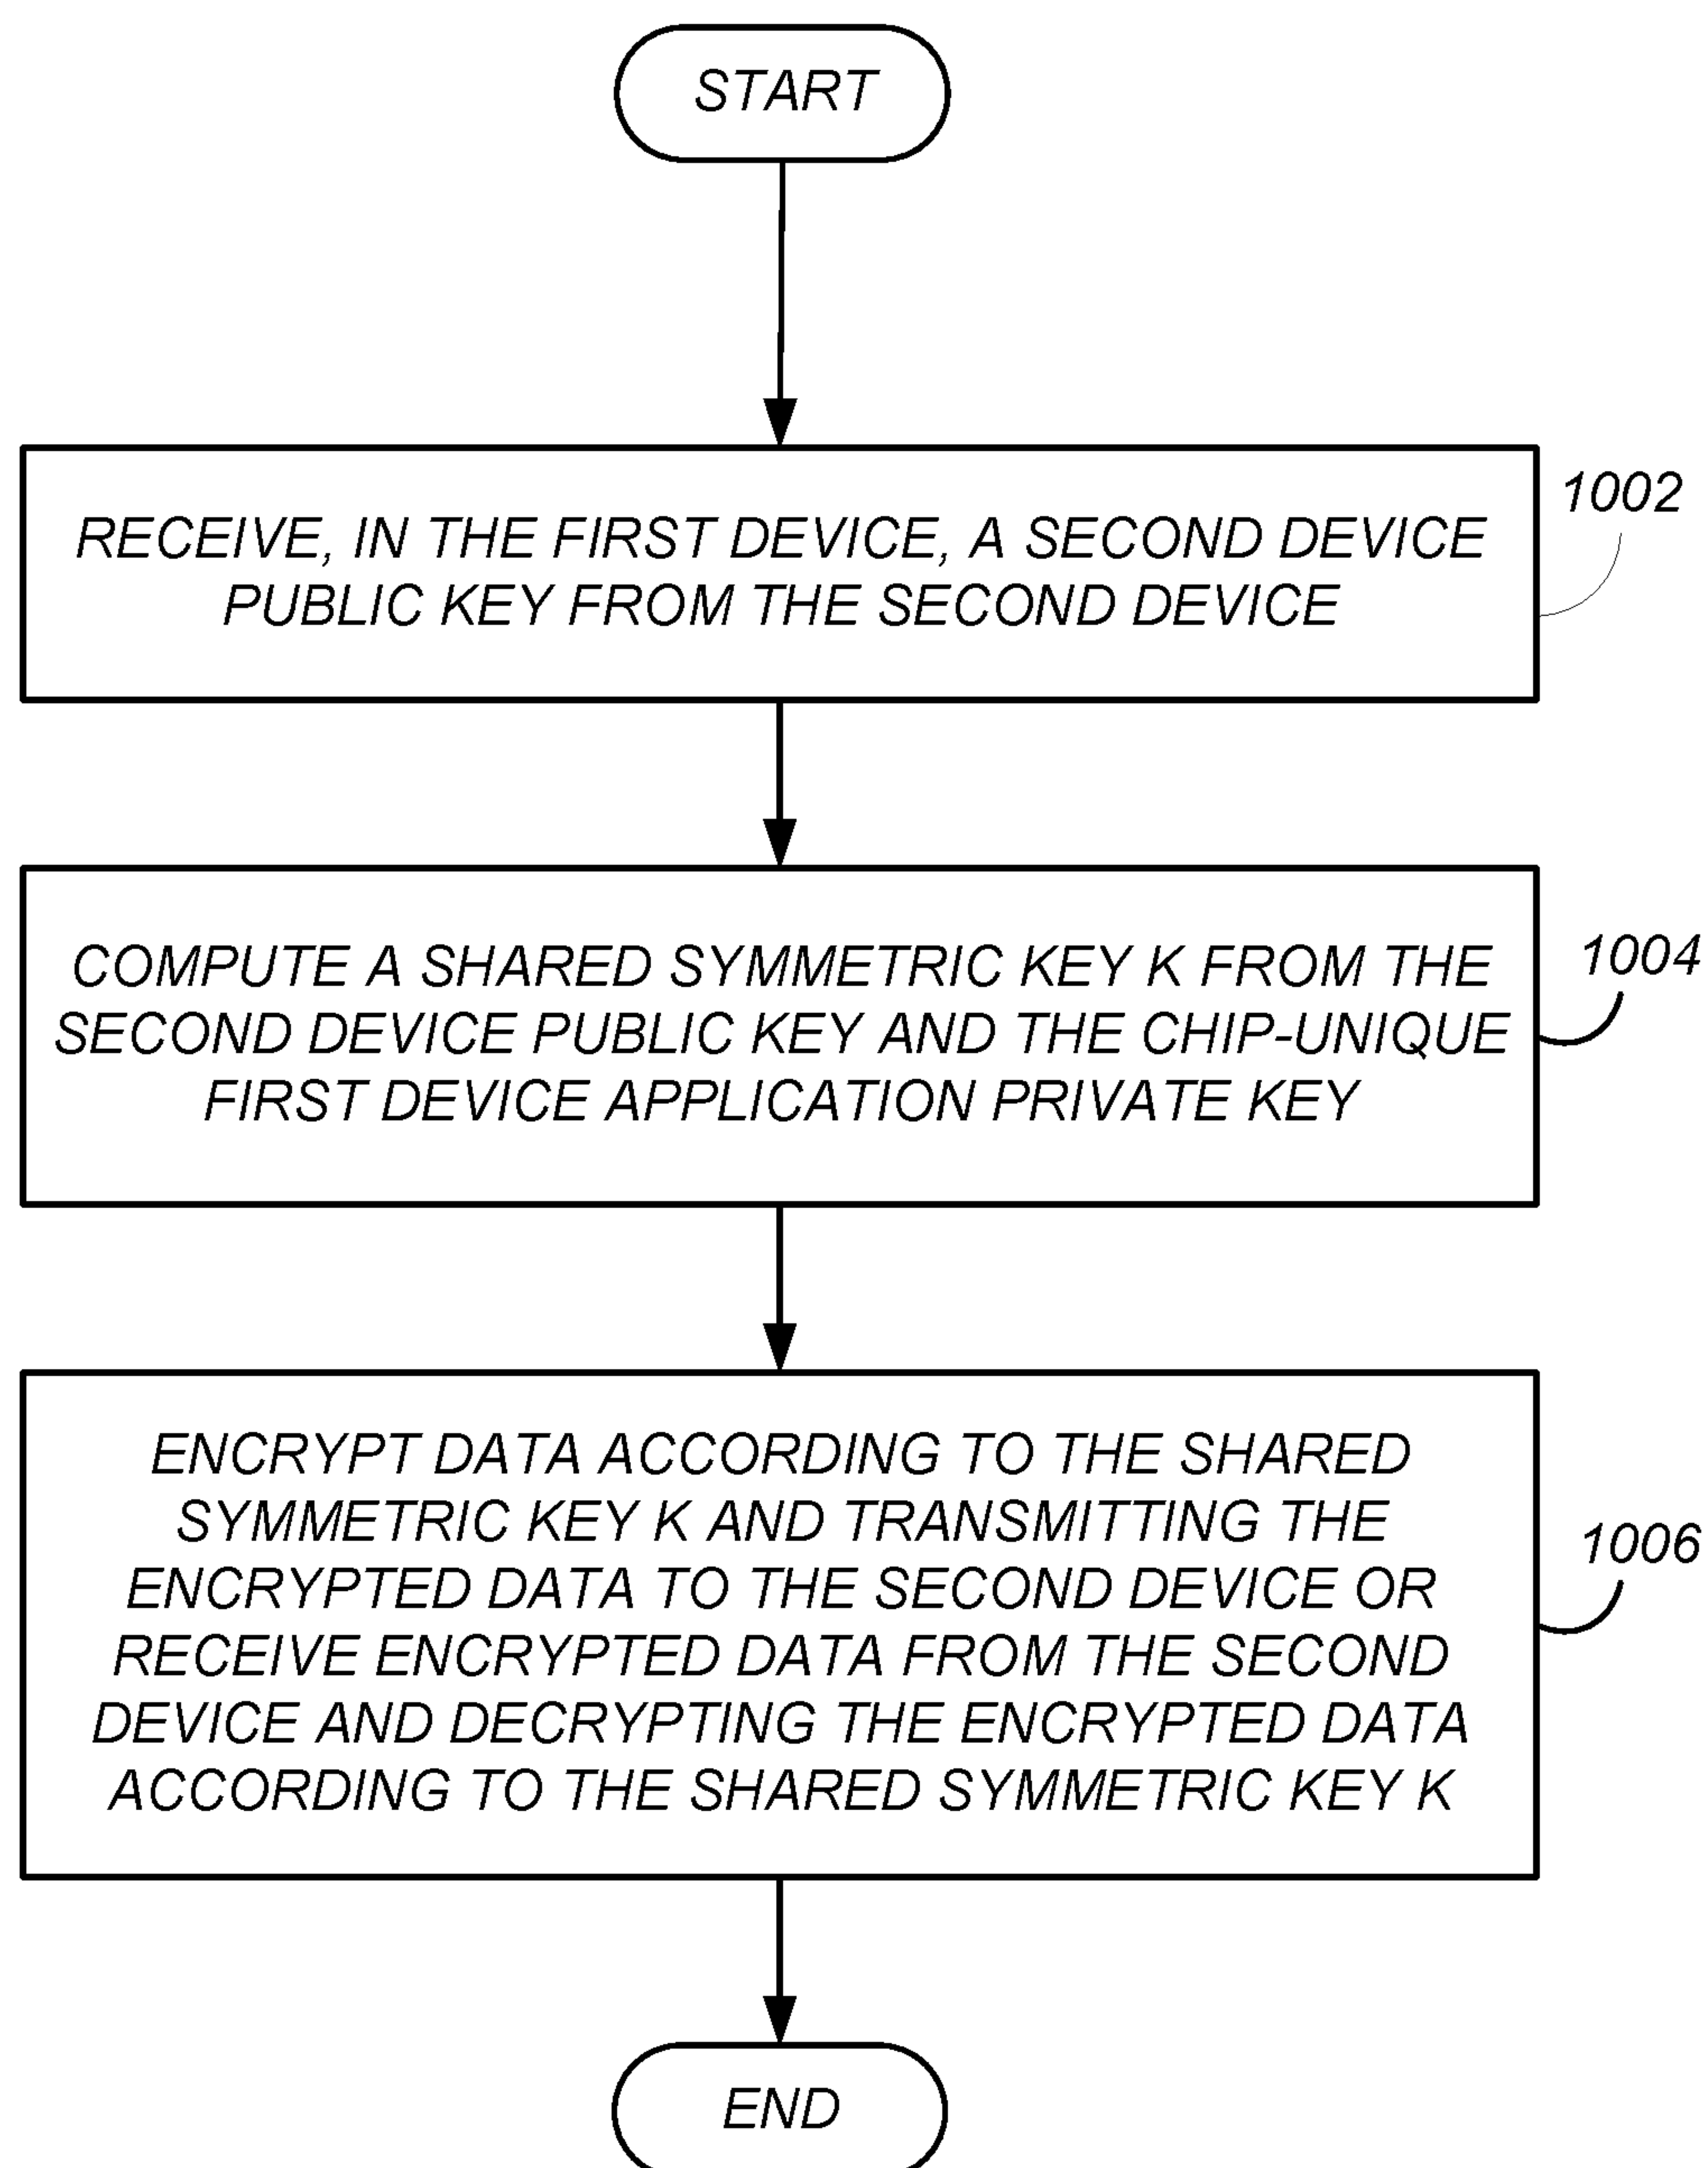 START
RECEIVE, IN THE FIRST DEVICE, A SECOND DEVICE
PUBLIC KEY FROM THE SECOND DEVICE
1002
COMPUTE A SHARED SYMMETRIC KEY K FROM THE
SECOND DEVICE PUBLIC KEY AND THE CHIP-UNIQUE
FIRST DEVICE APPLICATION PRIVATE KEY
1004
ENCRYPT DATA ACCORDING TO THE SHARED
SYMMETRIC KEY K AND TRANSMITTING THE
ENCRYPTED DATA TO THE SECOND DEVICE OR
RECEIVE ENCRYPTED DATA FROM THE SECOND
DEVICE AND DECRYPTING THE ENCRYPTED DATA
ACCORDING TO THE SHARED SYMMETRIC KEY K
1006
END